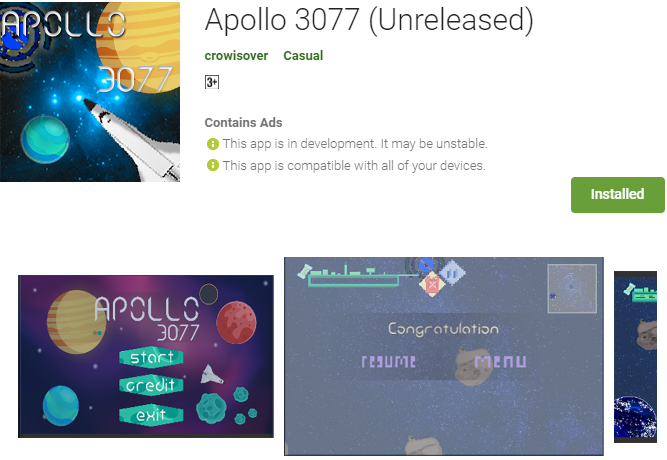 APOLLO
3077
Apollo 3077 (Unreleased)
crowisover Casual
3+
Contains Ads
This app is in development. It may be unstable.
This app is compatible with all of your devices.
Installed
APOLLO
3077
start
credit
exit
Congratulation
RESUME MENU